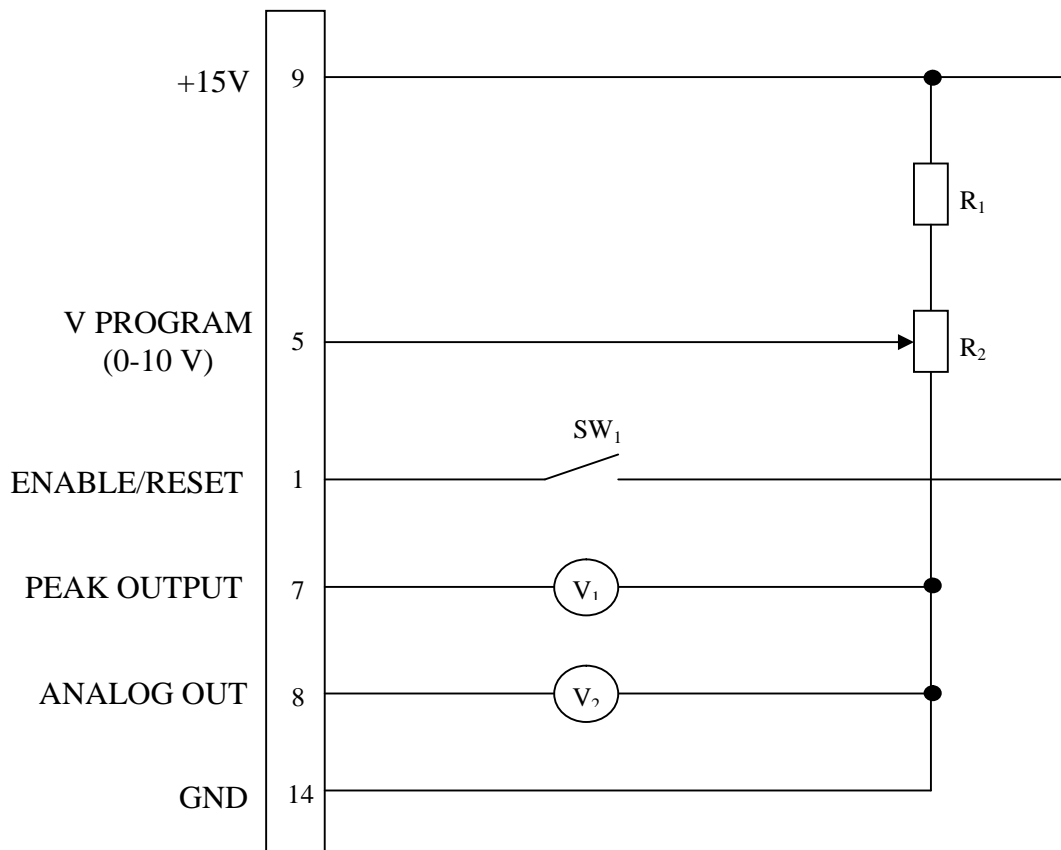 +15V 9
R₁
V PROGRAM
(0-10 V) 5
R₂
SW₁
ENABLE/RESET 1
PEAK OUTPUT 7 V₁
ANALOG OUT 8 V₂
GND 14